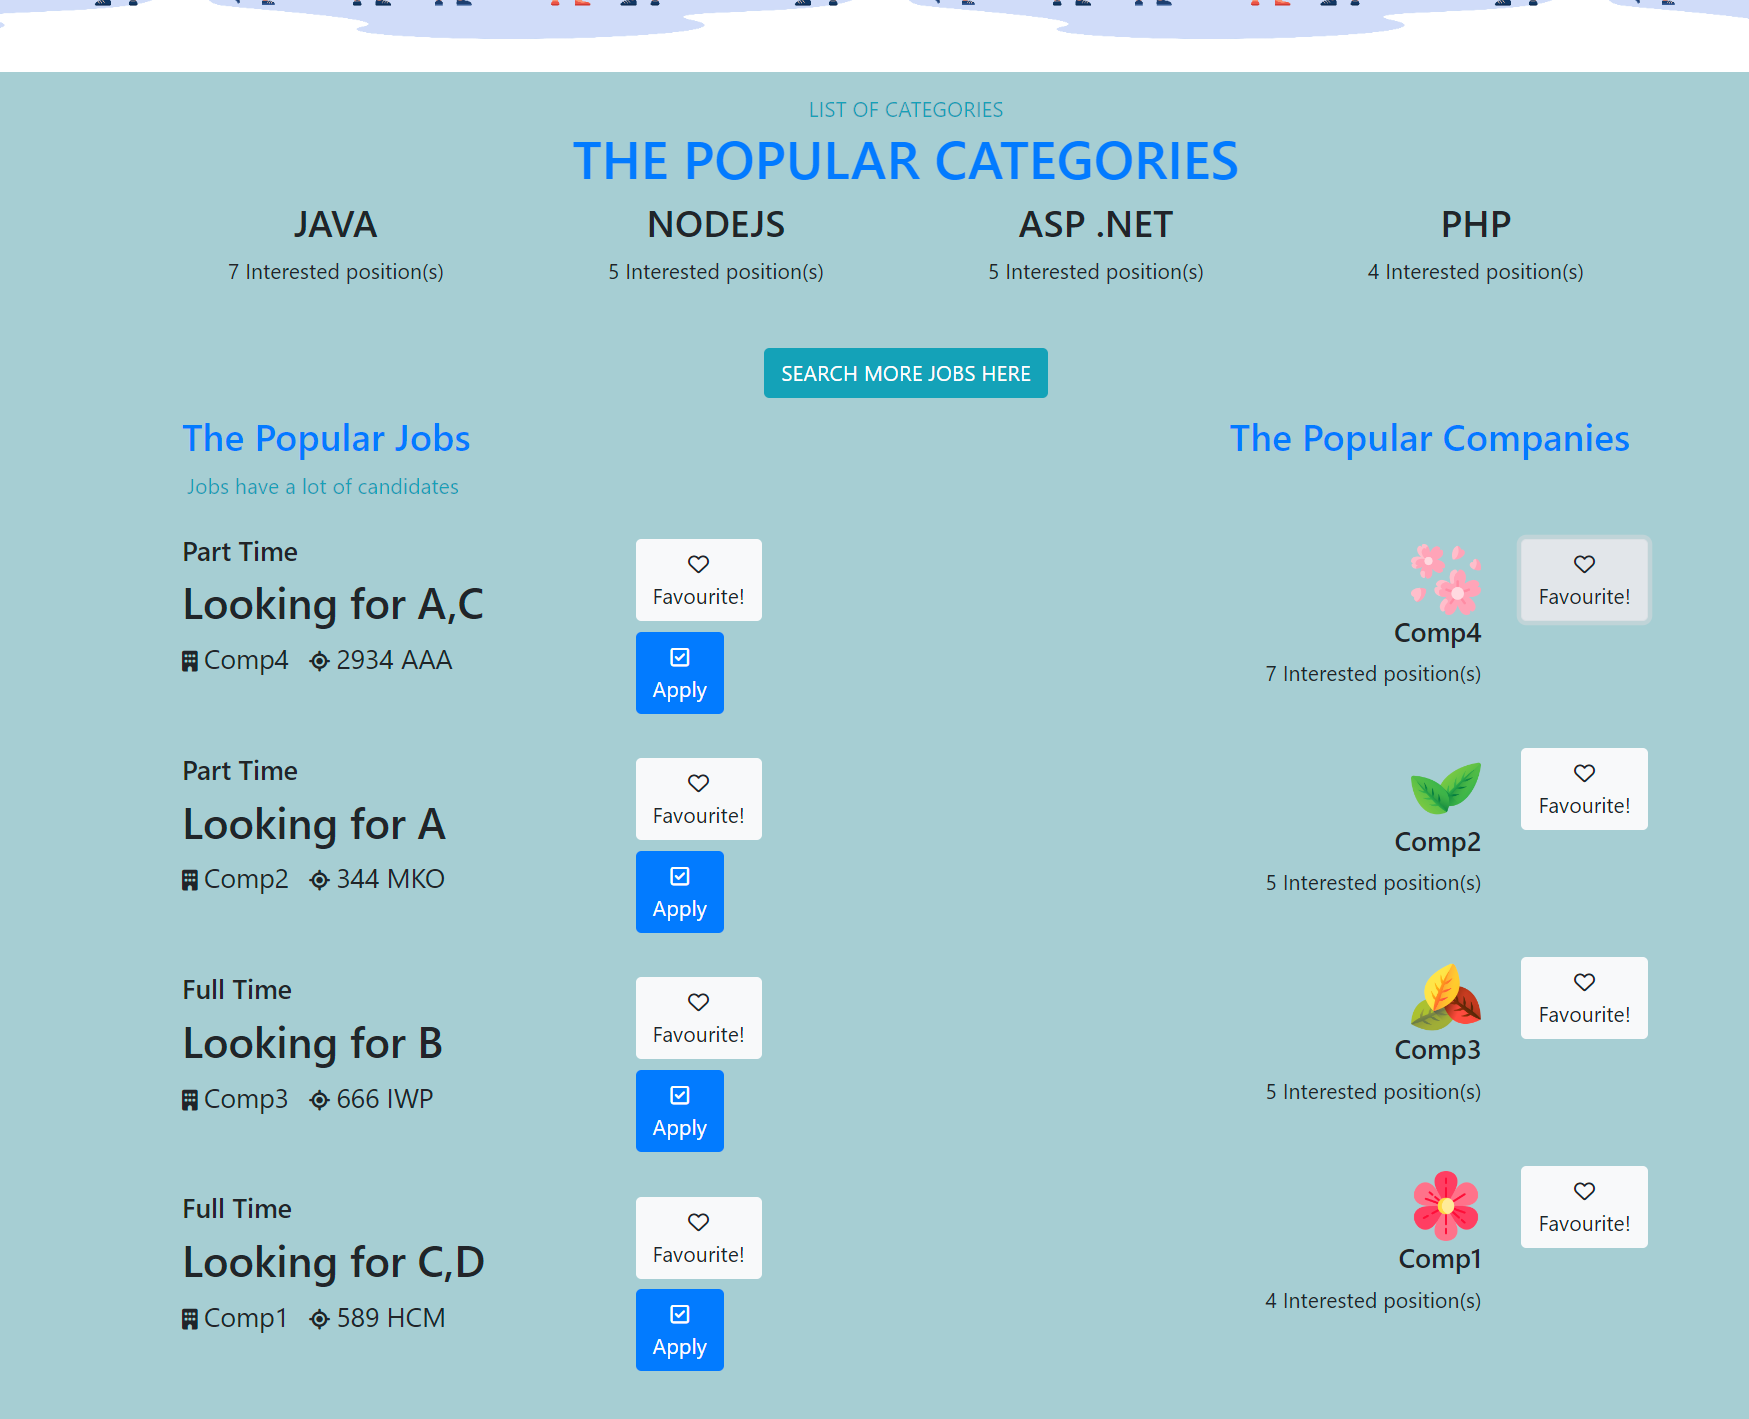 LIST OF CATEGORIES
THE POPULAR CATEGORIES
JAVA
7 Interested position(s)
NODEJS
5 Interested position(s)
ASP .NET
5 Interested position(s)
PHP
4 Interested position(s)
SEARCH MORE JOBS HERE
The Popular Jobs
Jobs have a lot of candidates
Part Time
Looking for A,C
Comp4 2934 AAA
Favourite!
Apply
Part Time
Looking for A
Comp2 344 MKO
Favourite!
Apply
Full Time
Looking for B
Comp3 666 IWP
Favourite!
Apply
Full Time
Looking for C,D
Comp1 589 HCM
Favourite!
Apply
The Popular Companies
Comp4
7 Interested position(s)
Favourite!
Comp2
5 Interested position(s)
Favourite!
Comp3
5 Interested position(s)
Favourite!
Comp1
4 Interested position(s)
Favourite!